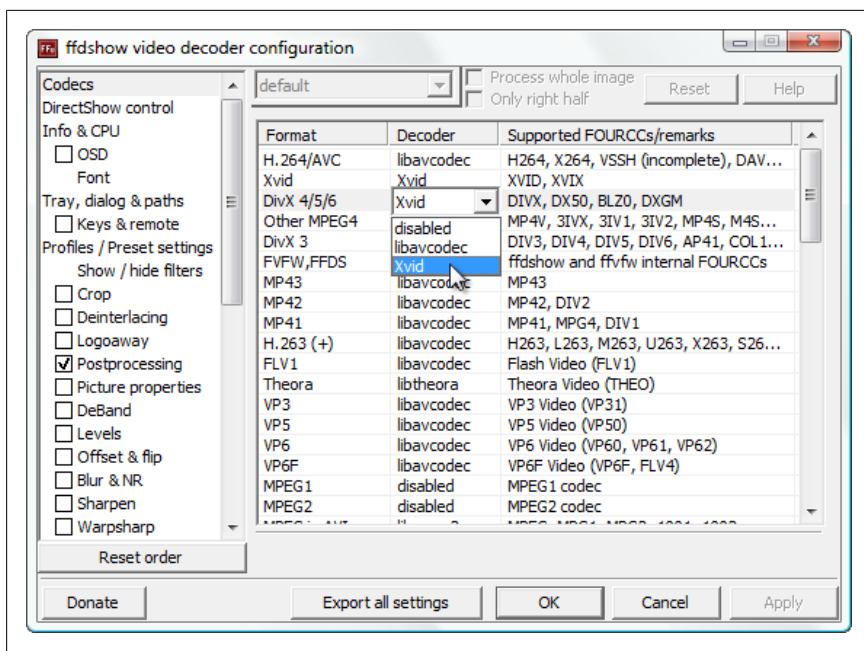 ffdshow video decoder configuration
Codecs
DirectShow control
Info & CPU
OSD
Font
Tray, dialog & paths
Keys & remote
Profiles / Preset settings
Show / hide filters
Crop
Deinterlacing
Logoaway
Postprocessing
Picture properties
DeBand
Levels
Offset & flip
Blur & NR
Sharpen
Warpsharp
Reset order
default
Process whole image
Only right half
Reset
Help
Format Decoder Supported FOURCCs/remarks
H.264/AVC libavcodec H264, X264, VSSH (incomplete), DAV...
Xvid Xvid XVID, XVIX
DivX 4/5/6 Xvid DIVX, DX50, BLZ0, DXGM
Other MPEG4 MP4V, 3IVX, 3IV1, 3IV2, MP4S, M4S...
DivX 3 DIV3, DIV4, DIV5, DIV6, AP41, COL1...
FVFW,FFDS ffdshow and ffvfw internal FOURCCs
disabled
libavcodec
Xvid
MP43 libavcodec MP43
MP42 libavcodec MP42, DIV2
MP41 libavcodec MP41, MPG4, DIV1
H.263 (+) libavcodec H263, L263, M263, U263, X263, S26...
FLV1 libavcodec Flash Video (FLV1)
Theora libtheora Theora Video (THEO)
VP3 libavcodec VP3 Video (VP31)
VP5 libavcodec VP5 Video (VP50)
VP6 libavcodec VP6 Video (VP60, VP61, VP62)
VP6F libavcodec VP6F Video (VP6F, FLV4)
MPEG1 disabled MPEG1 codec
MPEG2 disabled MPEG2 codec
Donate
Export all settings
OK
Cancel
Apply